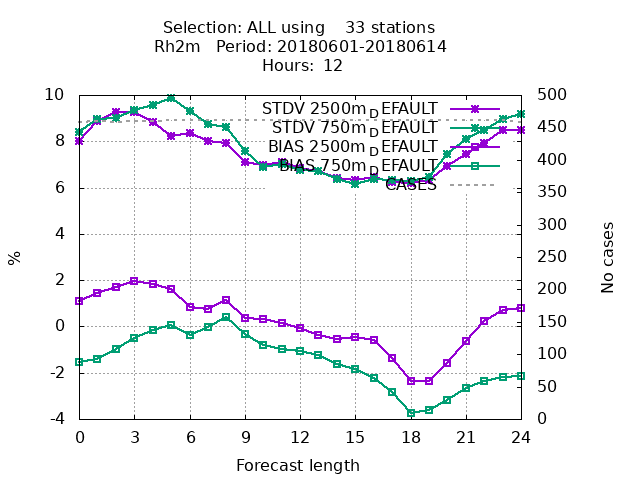 Selection: ALL using 33 stations
Rh2m Period: 20180601-20180614
Hours: 12
10
8
6
4
2
0
-2
-4
%
500
450
400
350
300
250
200
150
100
50
0
No cases
STDV 2500m_DEFAULT
STDV 750m_DEFAULT
BIAS 2500m_DEFAULT
BIAS 750m_DEFAULT
CASES
0 3 6 9 12 15 18 21 24
Forecast length